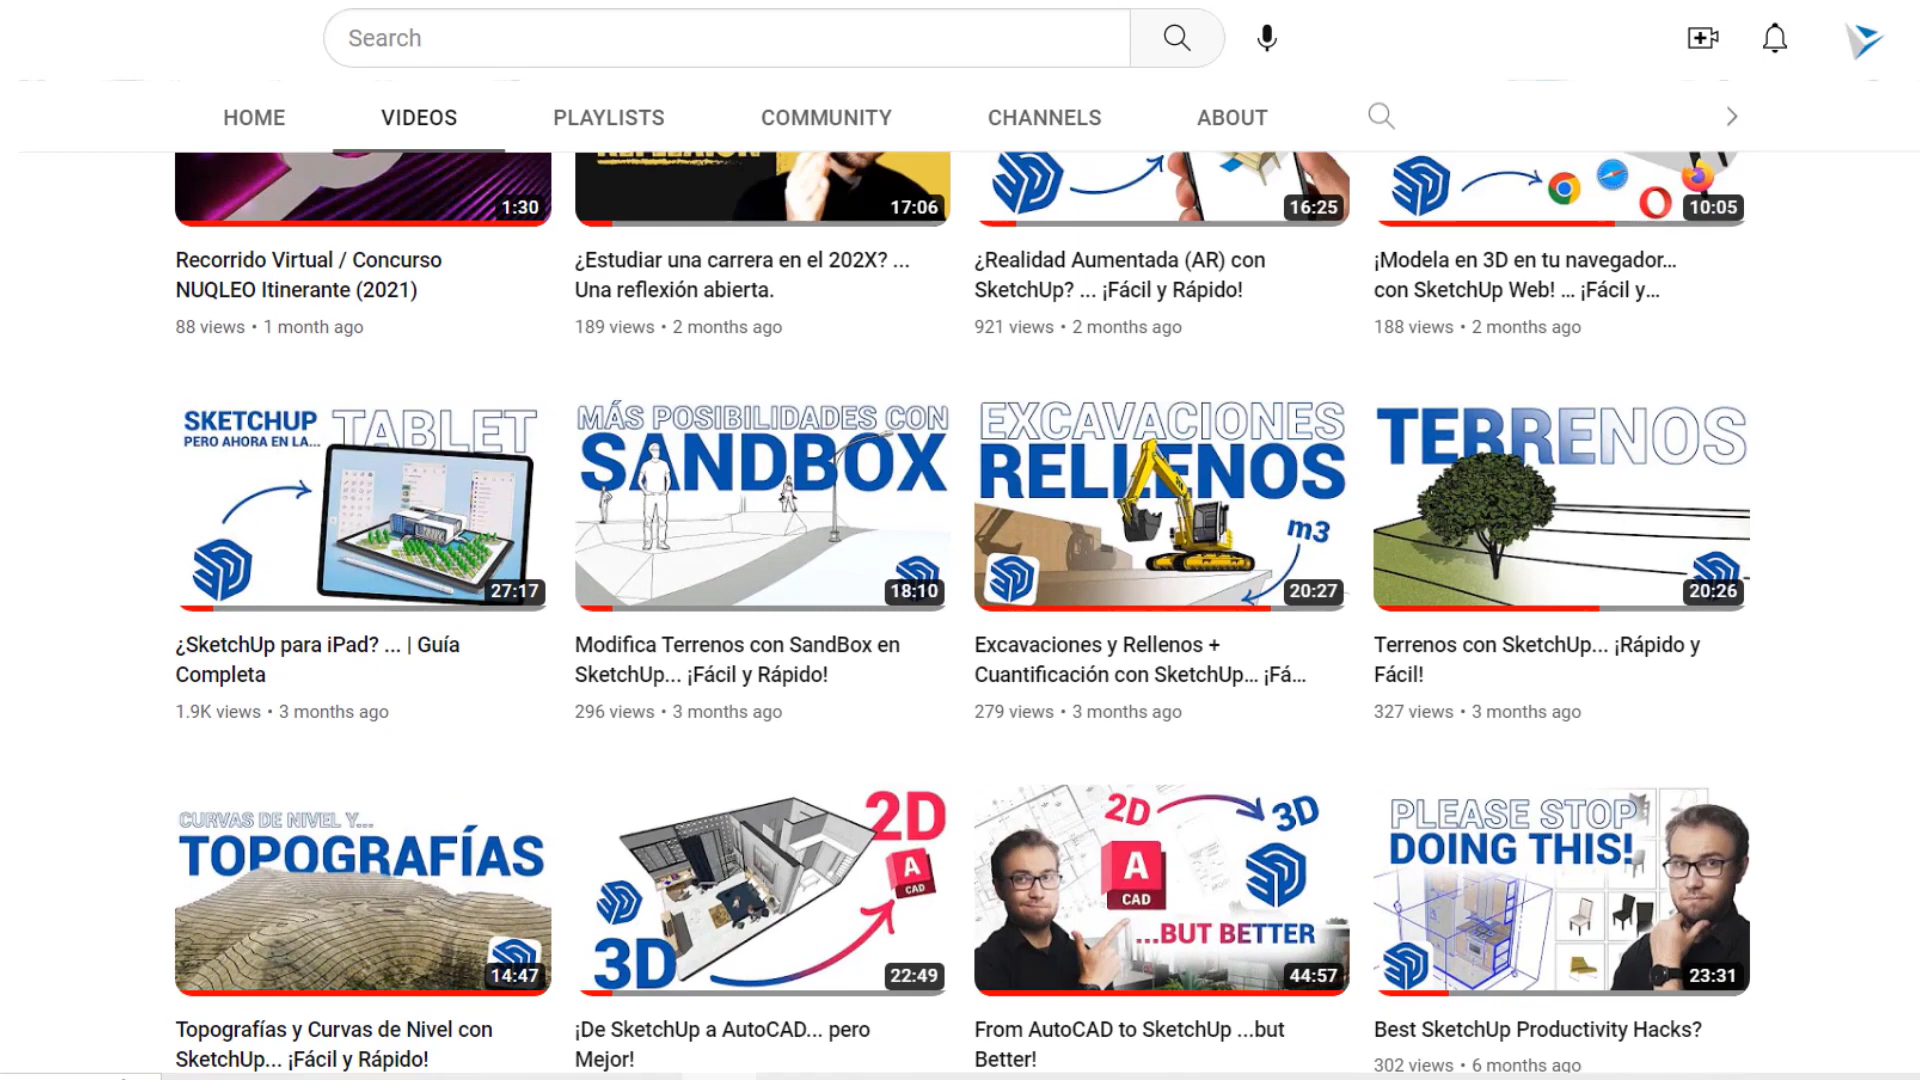 Search
HOME
VIDEOS
PLAYLISTS
COMMUNITY
CHANNELS
ABOUT
1:30
17:06
16:25
10:05
Recorrido Virtual / Concurso
NUQLEO Itinerante (2021)
88 views • 1 month ago
¿Estudiar una carrera en el 202X? ...
Una reflexión abierta.
189 views • 2 months ago
¿Realidad Aumentada (AR) con
SketchUp? ... ¡Fácil y Rápido!
921 views • 2 months ago
¡Modela en 3D en tu navegador...
con SketchUp Web! ... ¡Fácil y...
188 views • 2 months ago
SKETCHUP
PERO AHORA EN LA...
TABLET
27:17
MÁS POSIBILIDADES CON
SANDBOX
18:10
EXCAVACIONES
RELLENOS
m3
20:27
TERRENOS
20:26
¿SketchUp para iPad? ... | Guía
Completa
1.9K views • 3 months ago
Modifica Terrenos con SandBox en
SketchUp... ¡Fácil y Rápido!
296 views • 3 months ago
Excavaciones y Rellenos +
Cuantificación con SketchUp... ¡Fá...
279 views • 3 months ago
Terrenos con SketchUp... ¡Rápido y
Fácil!
327 views • 3 months ago
CURVAS DE NIVEL Y...
TOPOGRAFÍAS
14:47
2D
A
CAD
3D
22:49
2D
3D
A
CAD
...BUT BETTER
44:57
PLEASE STOP
DOING THIS!
23:31
Topografías y Curvas de Nivel con
SketchUp... ¡Fácil y Rápido!
¡De SketchUp a AutoCAD... pero
Mejor!
From AutoCAD to SketchUp ...but
Better!
Best SketchUp Productivity Hacks?
302 views • 6 months ago